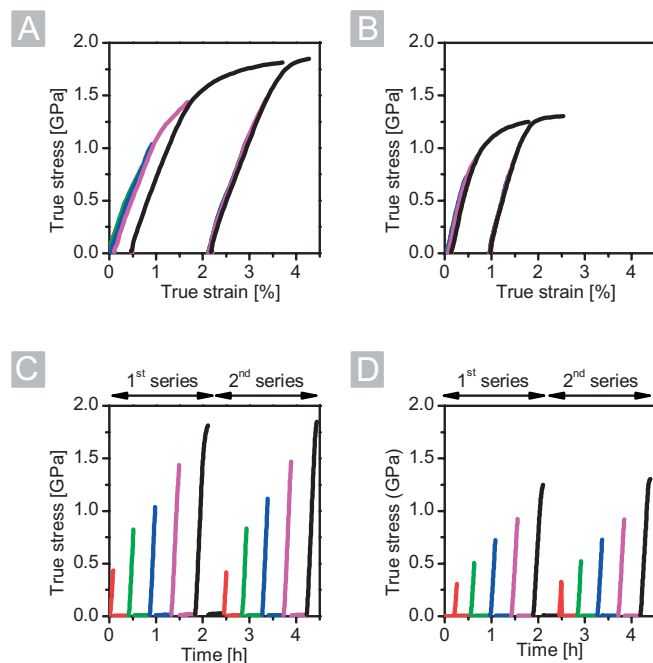 A
B
2.0
1.5
1.0
0.5
0.0
True stress [GPa]
0 1 2 3 4
True strain [%]
2.0
1.5
1.0
0.5
0.0
True stress [GPa]
0 1 2 3 4
True strain [%]
C
D
1st series 2nd series
2.0
1.5
1.0
0.5
0.0
True stress [GPa]
0 1 2 3 4
Time [h]
1st series 2nd series
2.0
1.5
1.0
0.5
0.0
True stress (GPa)
0 1 2 3 4
Time [h]